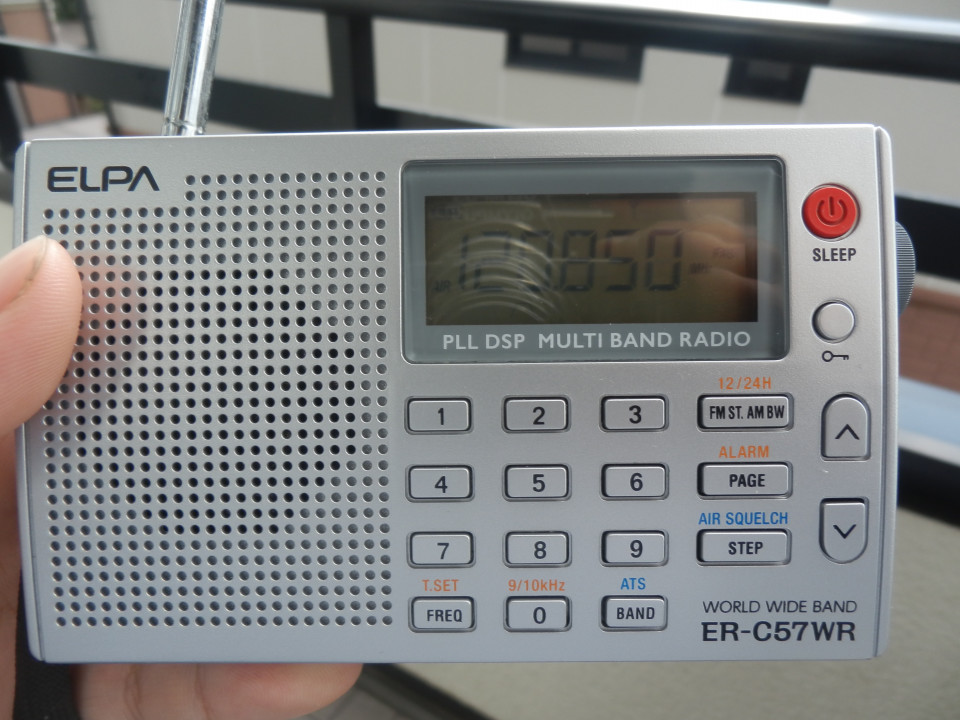 ELPA
120.850
SLEEP
PLL DSP MULTI BAND RADIO
12/24H
1 2 3 FM ST. AM BW
ALARM
4 5 6 PAGE
AIR SQUELCH
7 8 9 STEP
T.SET 9/10kHz ATS
FREQ 0 BAND
WORLD WIDE BAND
ER-C57WR